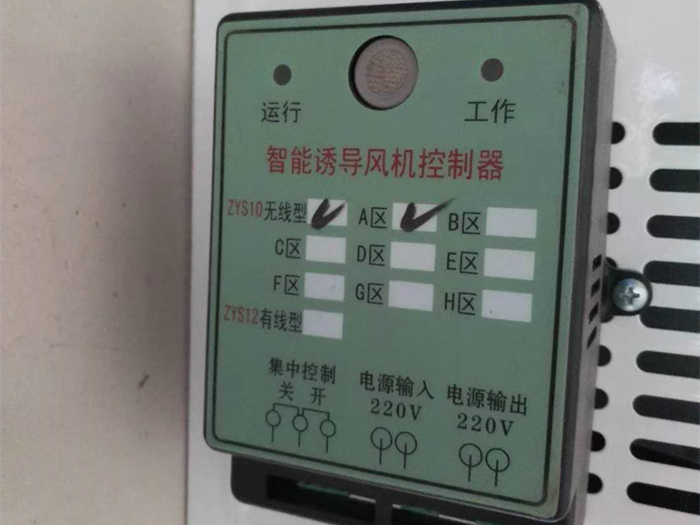 运行 工作
智能诱导风机控制器
ZYS10无线型 A区 B区
C区 D区 E区
F区 G区 H区
ZYS12有线型
集中控制 电源输入 电源输出
关 开 220V 220V